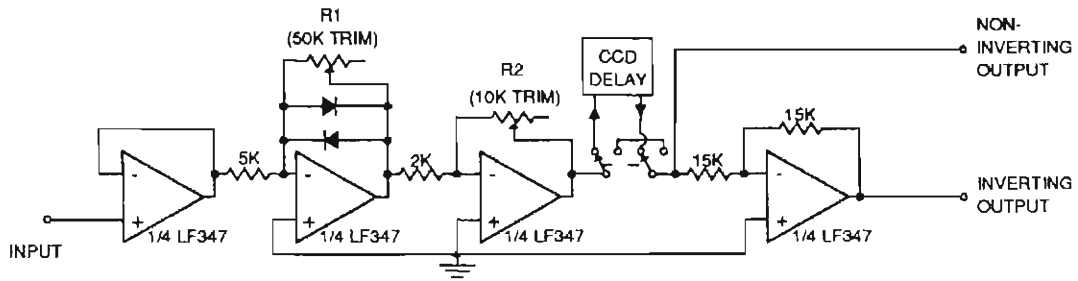 R1
(50K TRIM)
R2
(10K TRIM)
CCD
DELAY
NON-
INVERTING
OUTPUT
5K
2K
15K
15K
-
+
-
+
-
+
-
+
INPUT
1/4 LF347
1/4 LF347
1/4 LF347
1/4 LF347
INVERTING
OUTPUT